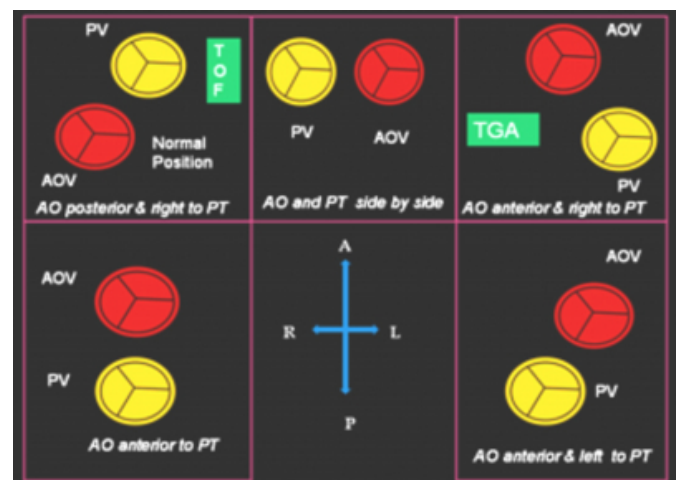 PV
T
O
F
Normal
Position
AOV
AO posterior & right to PT
PV
AOV
AO and PT side by side
AOV
TGA
PV
AO anterior & right to PT
AOV
PV
AO anterior to PT
A
R
L
P
AOV
PV
AO anterior & left to PT